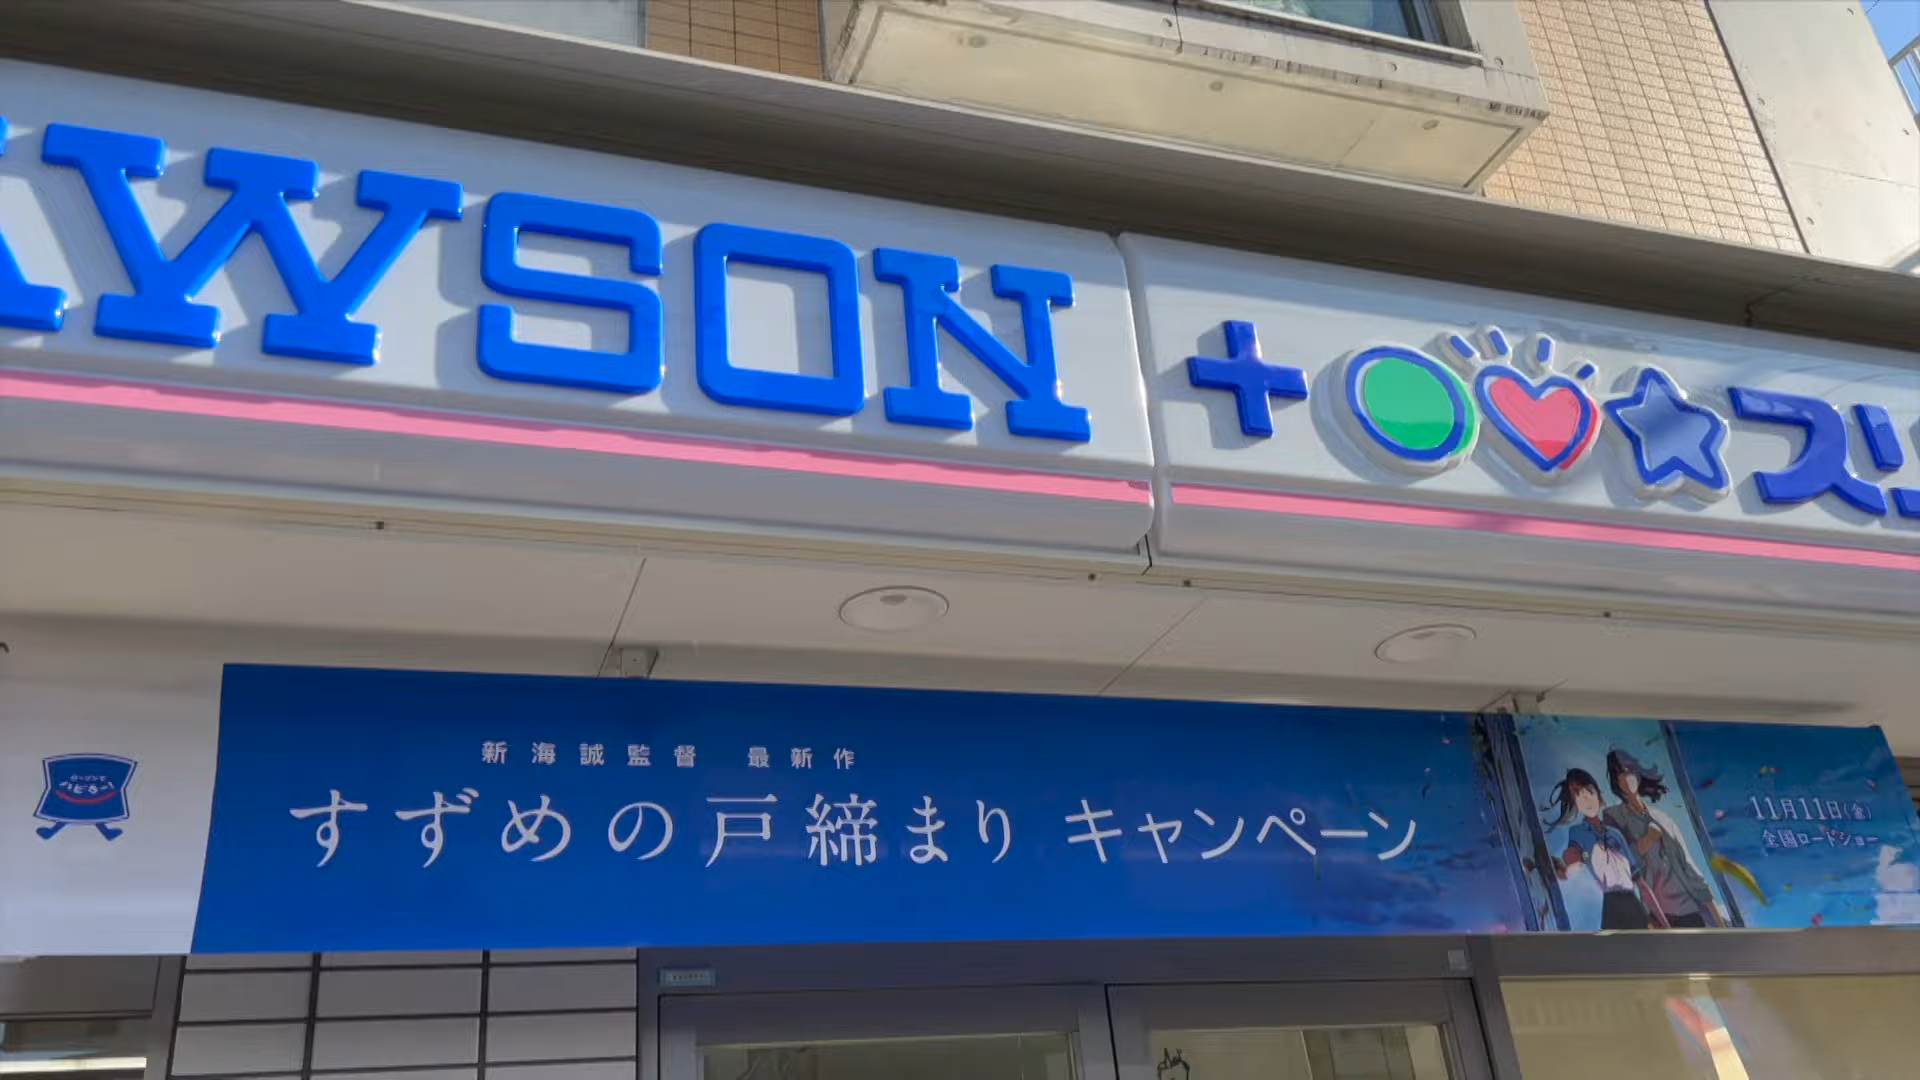 AWSON
+ スリ
新海誠監督 最新作
すずめの戸締まり キャンペーン
11月11日(金)
全国ロードショー